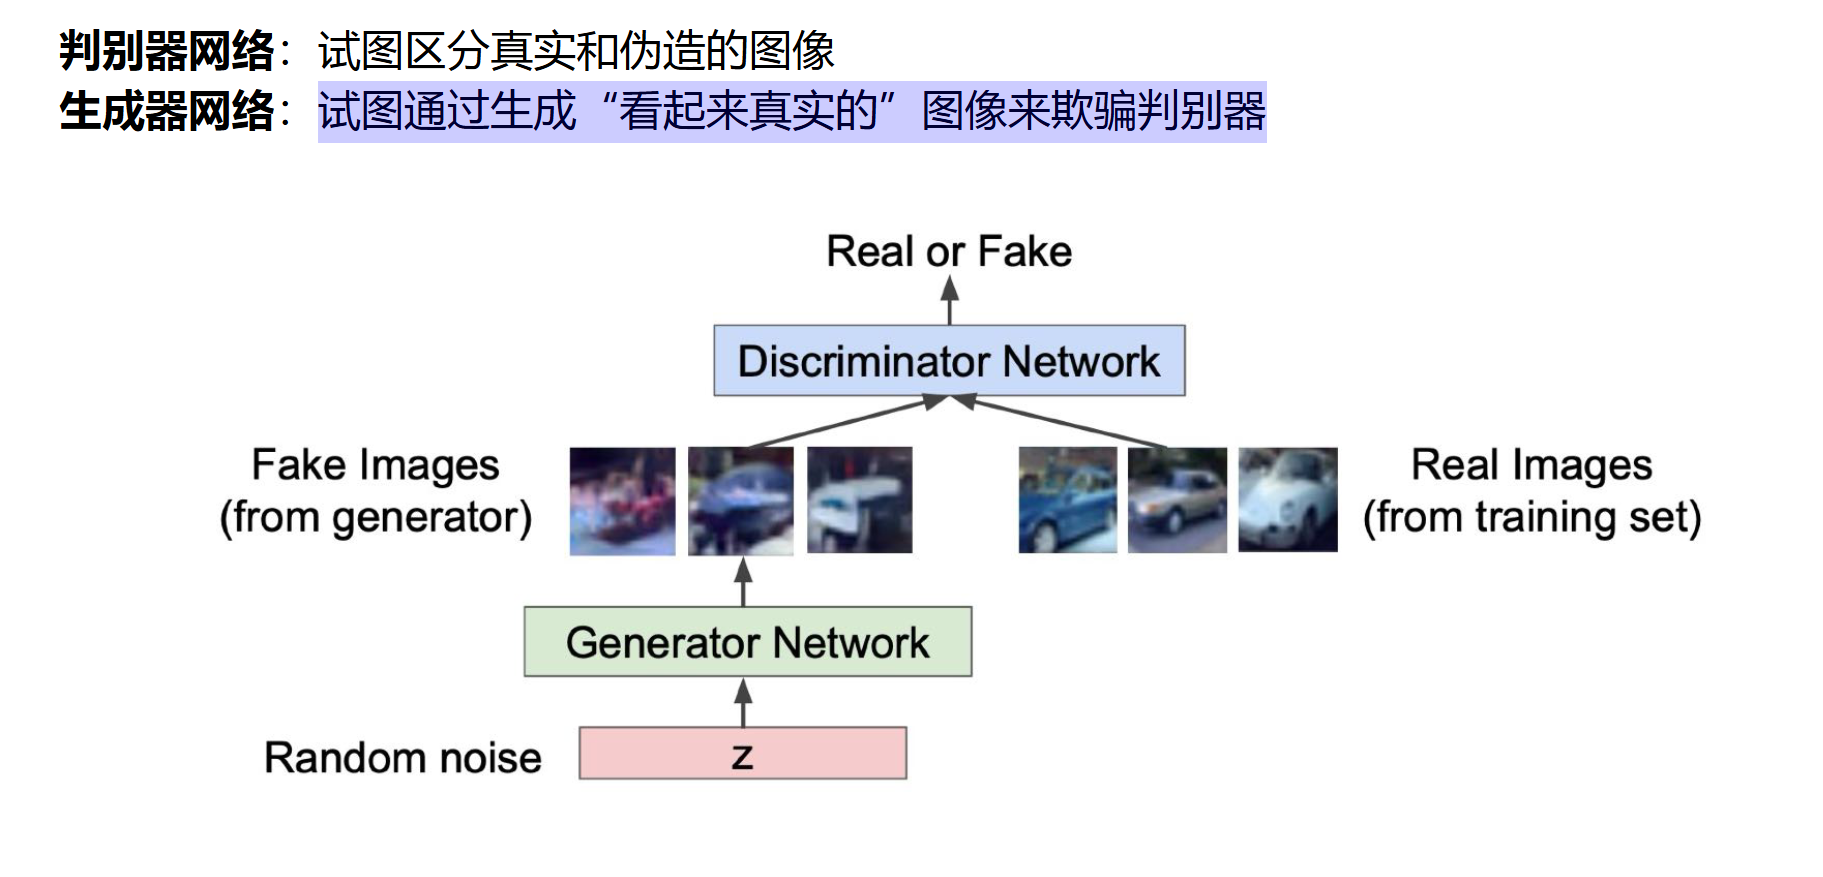 判别器网络：试图区分真实和伪造的图像
生成器网络：试图通过生成“看起来真实的”图像来欺骗判别器
Real or Fake
Discriminator Network
Fake Images
(from generator)
Real Images
(from training set)
Generator Network
Random noise
z